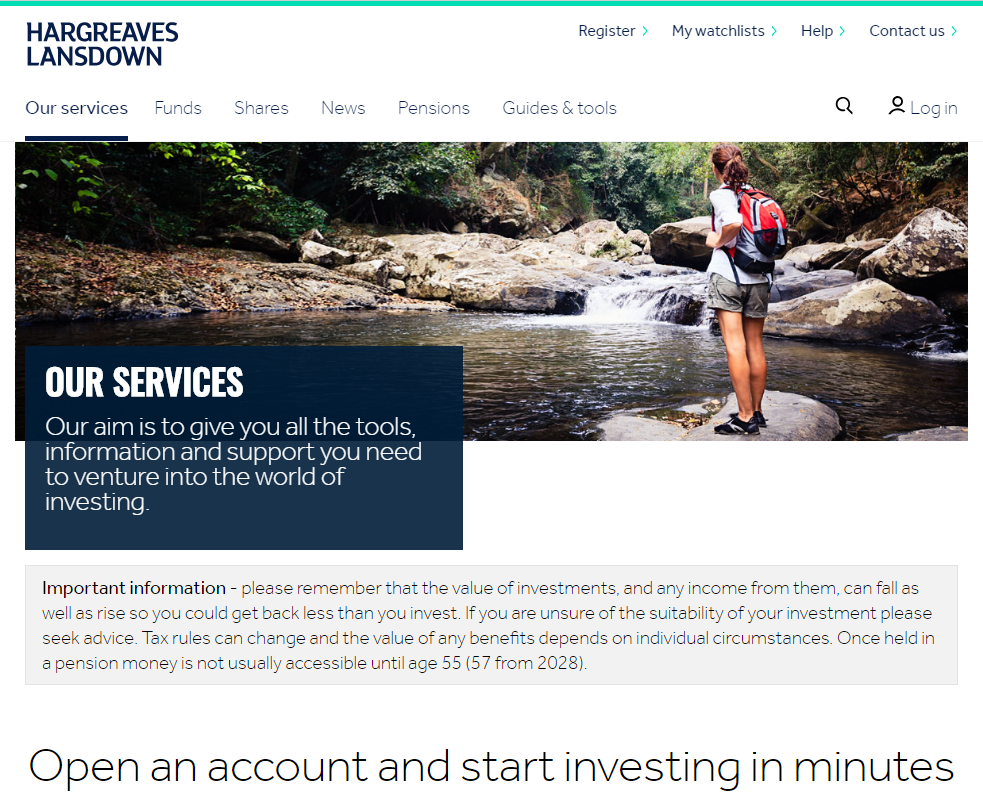 HARGREAVES
LANSDOWN
Register
My watchlists
Help
Contact us
Our services
Funds
Shares
News
Pensions
Guides & tools
Log in
OUR SERVICES
Our aim is to give you all the tools,
information and support you need
to venture into the world of
investing.
Important information - please remember that the value of investments, and any income from them, can fall as
well as rise so you could get back less than you invest. If you are unsure of the suitability of your investment please
seek advice. Tax rules can change and the value of any benefits depends on individual circumstances. Once held in
a pension money is not usually accessible until age 55 (57 from 2028).
Open an account and start investing in minutes